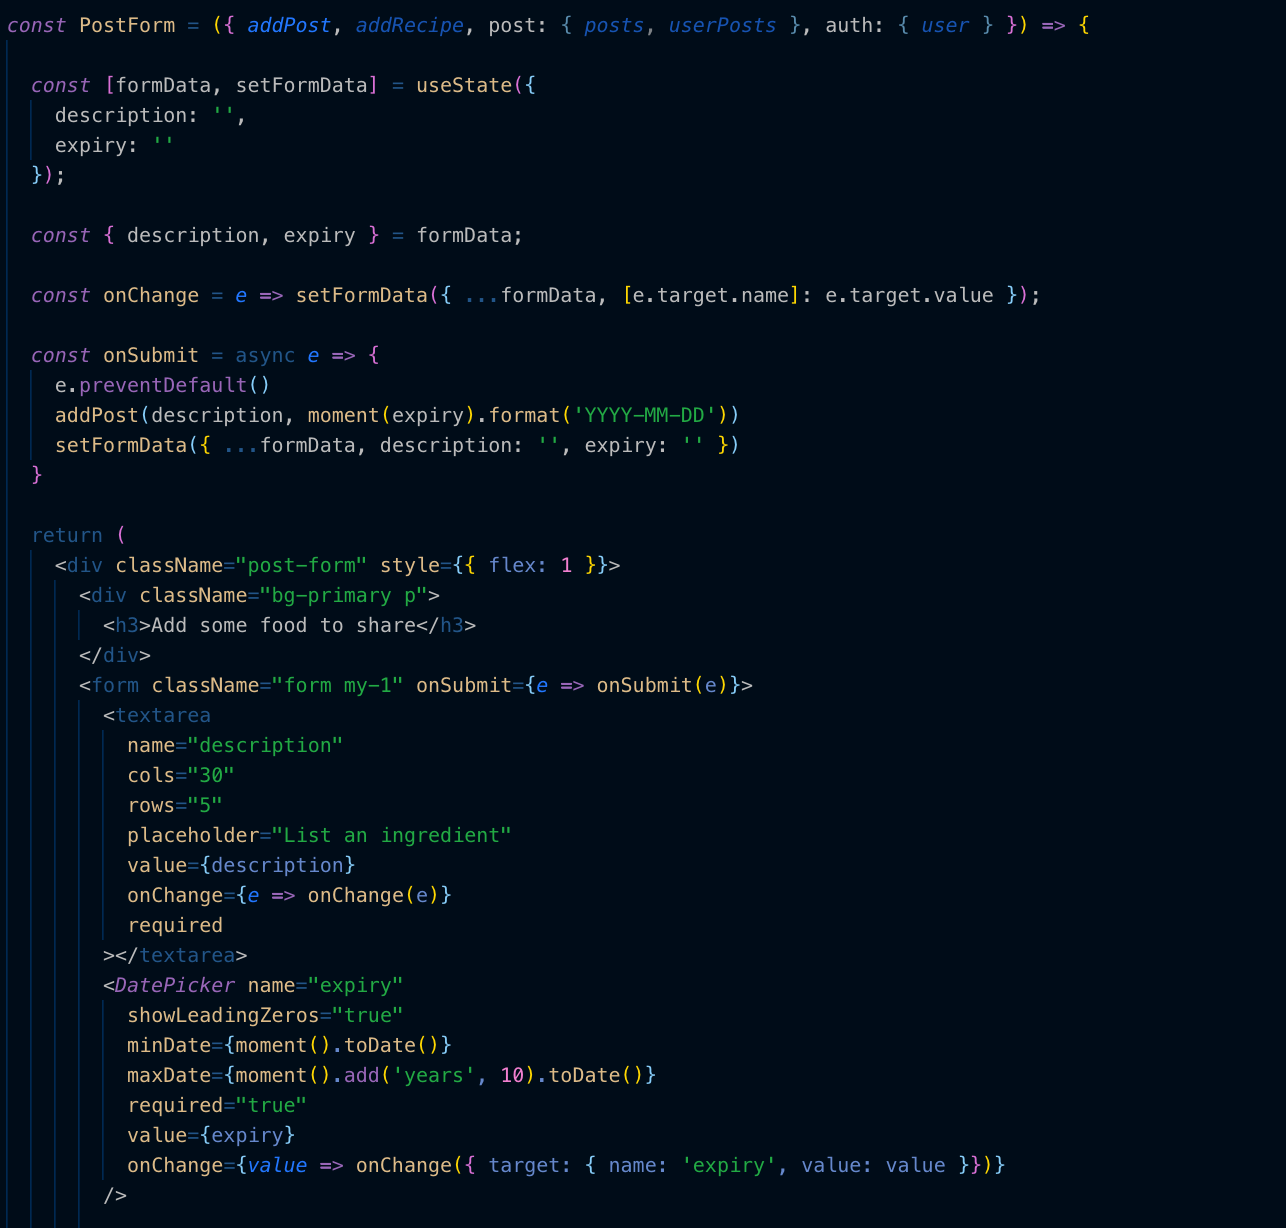 const PostForm = ({ addPost, addRecipe, post: { posts, userPosts }, auth: { user } }) => {
const [formData, setFormData] = useState({
description: '',
expiry: ''
});
const { description, expiry } = formData;
const onChange = e => setFormData({ ...formData, [e.target.name]: e.target.value });
const onSubmit = async e => {
e.preventDefault()
addPost(description, moment(expiry).format('YYYY-MM-DD'))
setFormData({ ...formData, description: '', expiry: '' })
}
return (
<div className="post-form" style={{ flex: 1 }}>
<div className="bg-primary p">
<h3>Add some food to share</h3>
</div>
<form className="form my-1" onSubmit={e => onSubmit(e)}>
<textarea
name="description"
cols="30"
rows="5"
placeholder="List an ingredient"
value={description}
onChange={e => onChange(e)}
required
></textarea>
<DatePicker name="expiry"
showLeadingZeros="true"
minDate={moment().toDate()}
maxDate={moment().add('years', 10).toDate()}
required="true"
value={expiry}
onChange={value => onChange({ target: { name: 'expiry', value: value }})}
/>